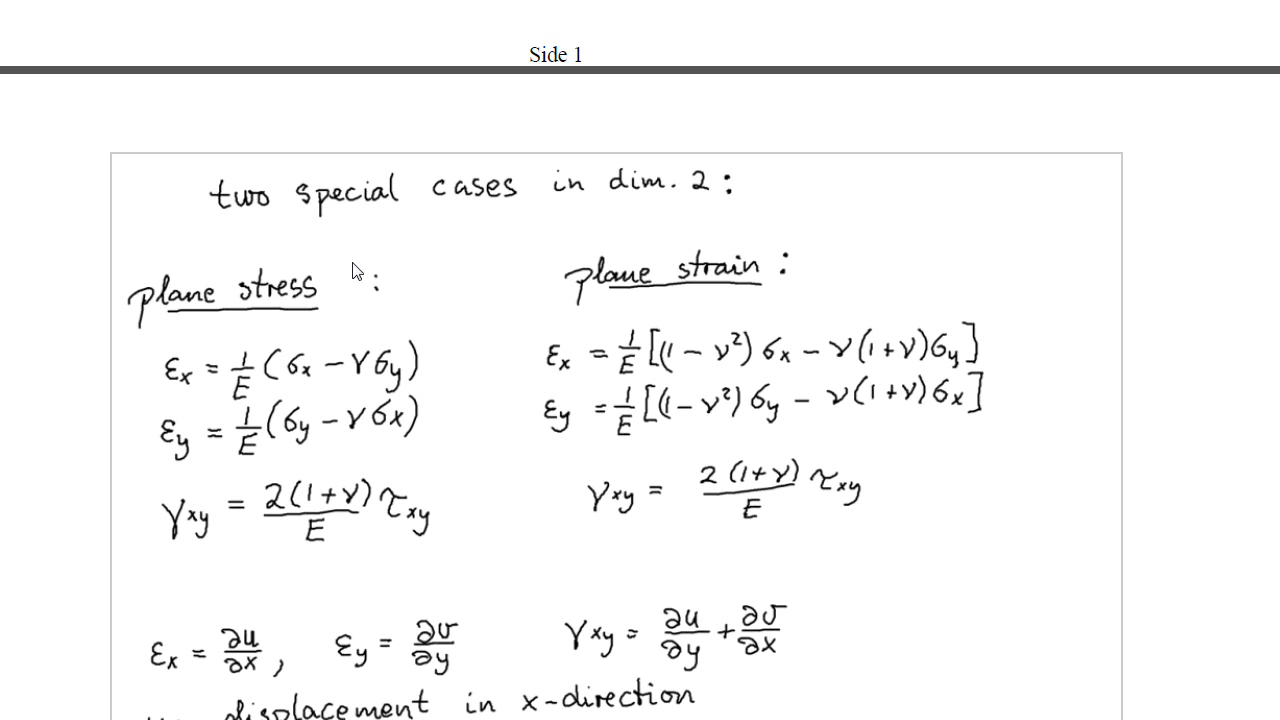 Side 1
two special cases in dim. 2:
plane stress :
εx = 1/E (σx − νσy)
εy = 1/E (σy − νσx)
γxy = 2(1+ν)/E τxy
plane strain :
εx = 1/E [(1 − ν²) σx − ν(1+ν)σy]
εy = 1/E [(1 − ν²) σy − ν(1+ν)σx]
γxy = 2(1+ν)/E τxy
εx = ∂u/∂x, εy = ∂v/∂y γxy = ∂u/∂y + ∂v/∂x
displacement in x-direction